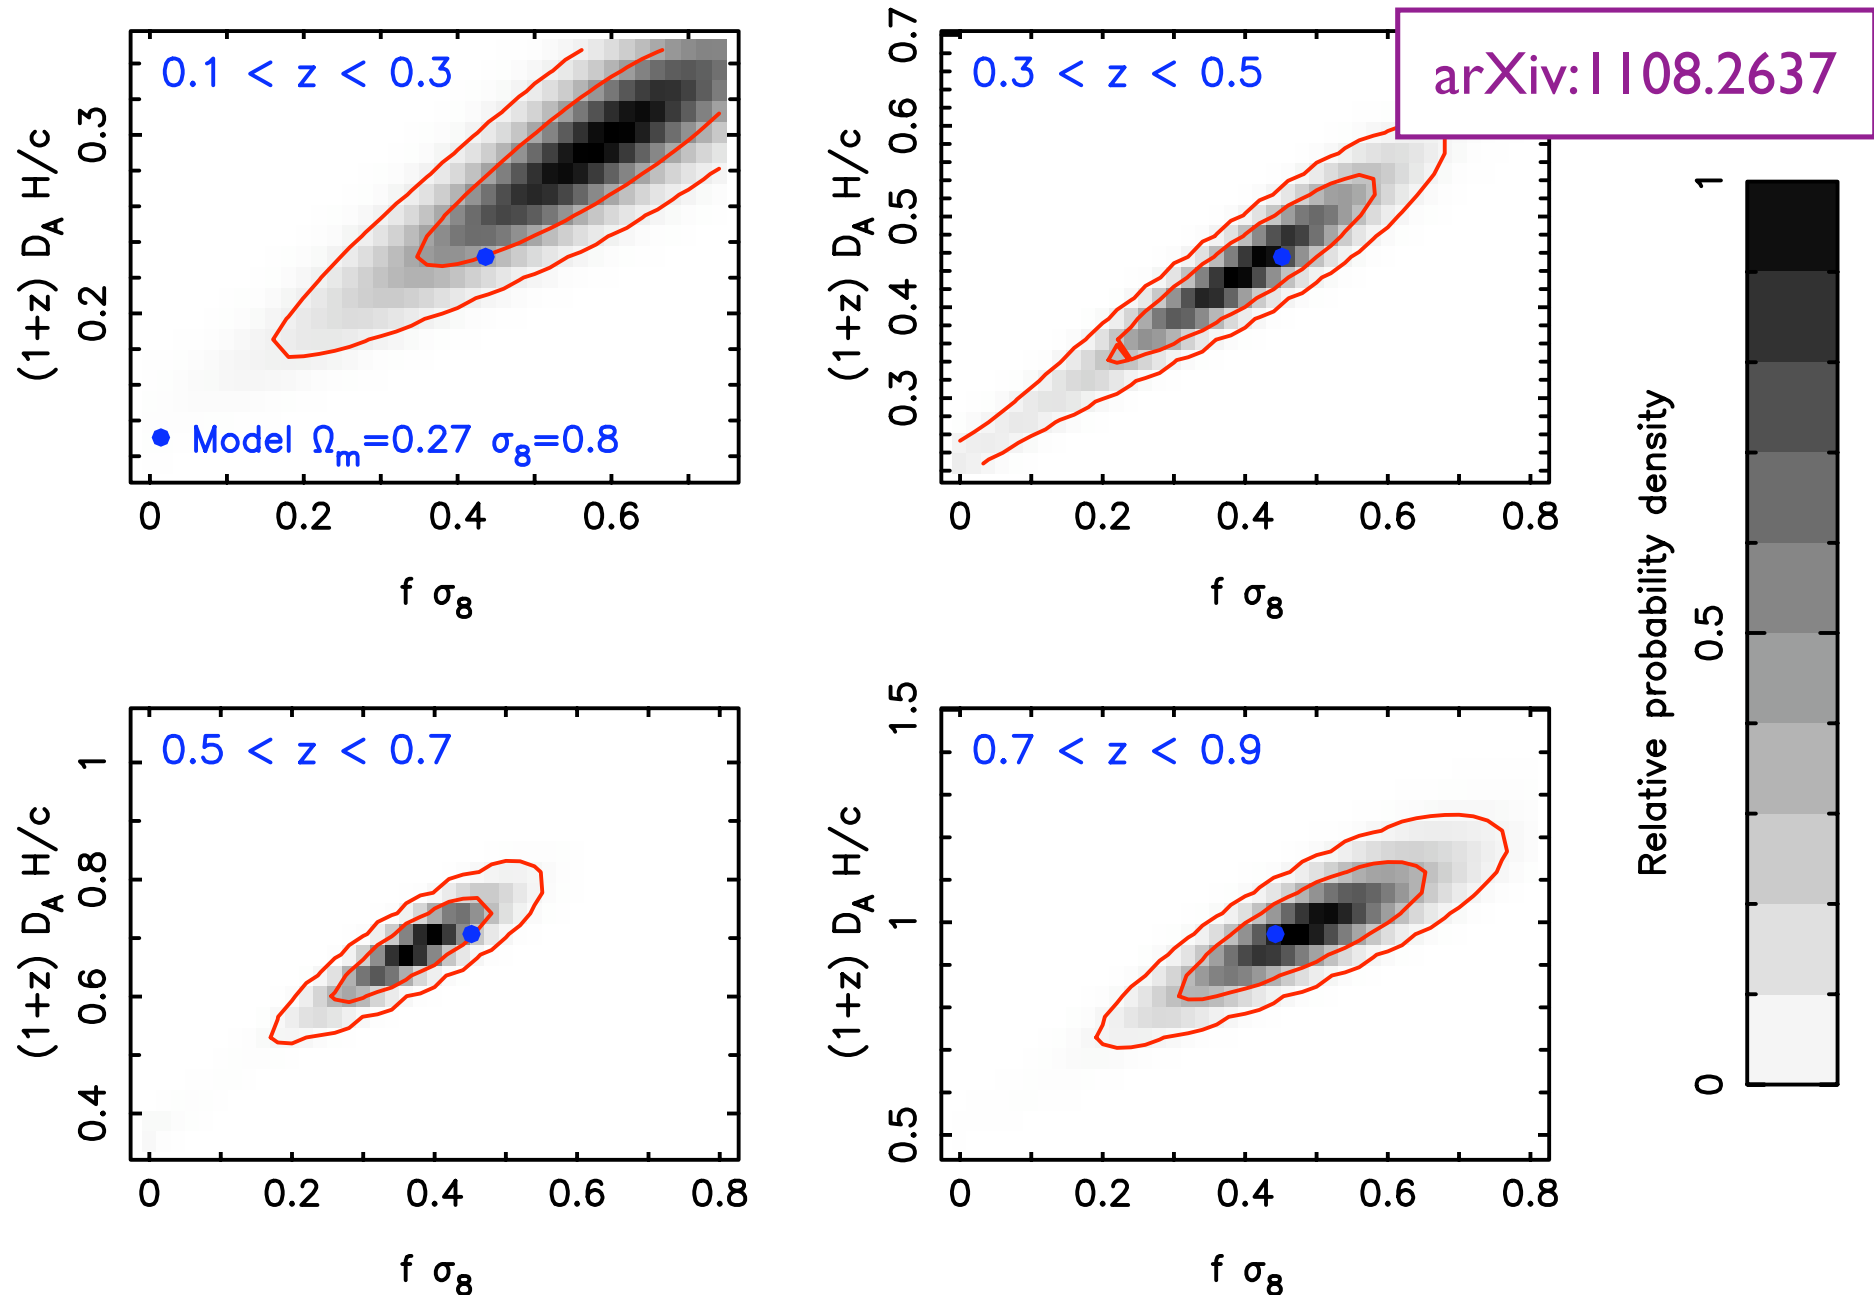 arXiv:1108.2637
0.1 < z < 0.3
(1+z) D_A H/c
0.3
0.2
Model Ω_m=0.27 σ_8=0.8
0 0.2 0.4 0.6
f σ_8
0.3 < z < 0.5
(1+z) D_A H/c
0.7
0.6
0.5
0.4
0.3
0 0.2 0.4 0.6 0.8
f σ_8
0.5 < z < 0.7
(1+z) D_A H/c
1
0.8
0.6
0.4
0 0.2 0.4 0.6 0.8
f σ_8
0.7 < z < 0.9
(1+z) D_A H/c
1.5
1
0.5
0 0.2 0.4 0.6 0.8
f σ_8
Relative probability density
1
0.5
0